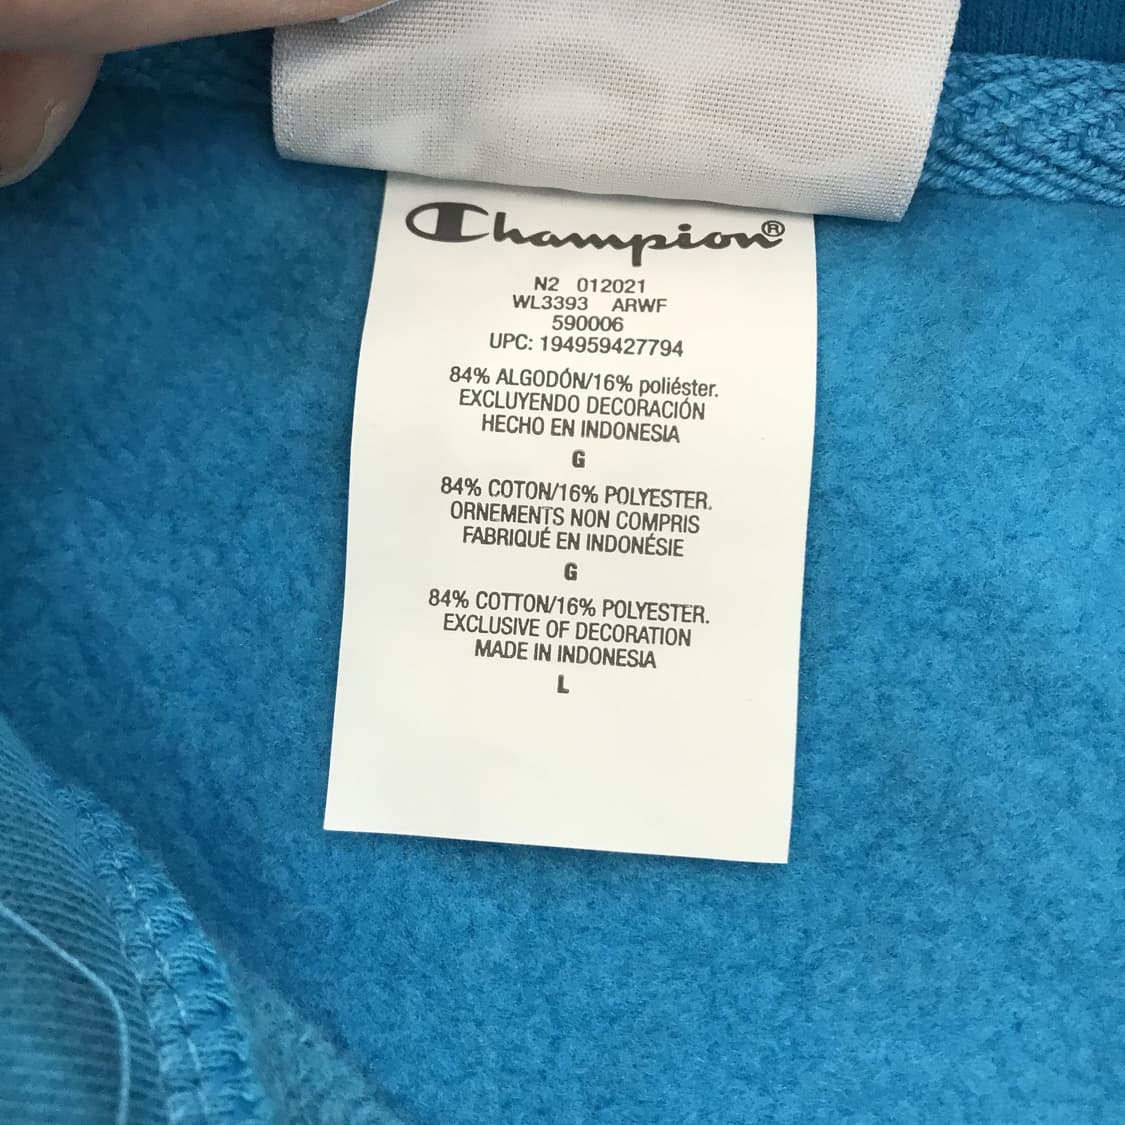 Champion®
N2 012021
WL3393 ARWF
590006
UPC: 194959427794
84% ALGODÓN/16% poliéster.
EXCLUYENDO DECORACIÓN
HECHO EN INDONESIA
G
84% COTON/16% POLYESTER.
ORNEMENTS NON COMPRIS
FABRIQUÉ EN INDONÉSIE
G
84% COTTON/16% POLYESTER.
EXCLUSIVE OF DECORATION
MADE IN INDONESIA
L